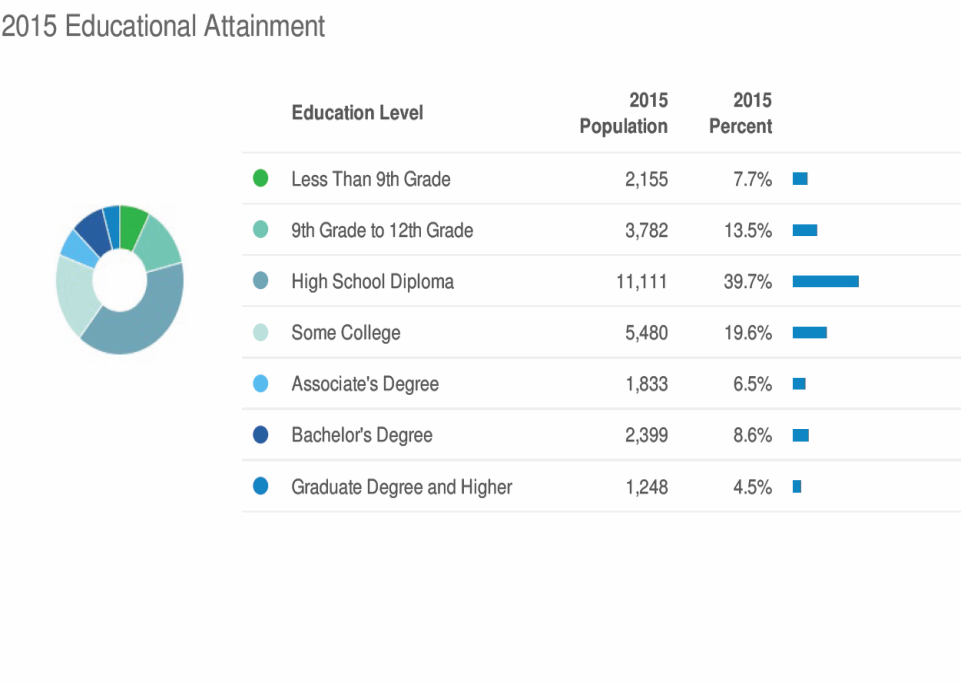 2015 Educational Attainment
Education Level 2015 Population 2015 Percent
Less Than 9th Grade 2,155 7.7%
9th Grade to 12th Grade 3,782 13.5%
High School Diploma 11,111 39.7%
Some College 5,480 19.6%
Associate's Degree 1,833 6.5%
Bachelor's Degree 2,399 8.6%
Graduate Degree and Higher 1,248 4.5%